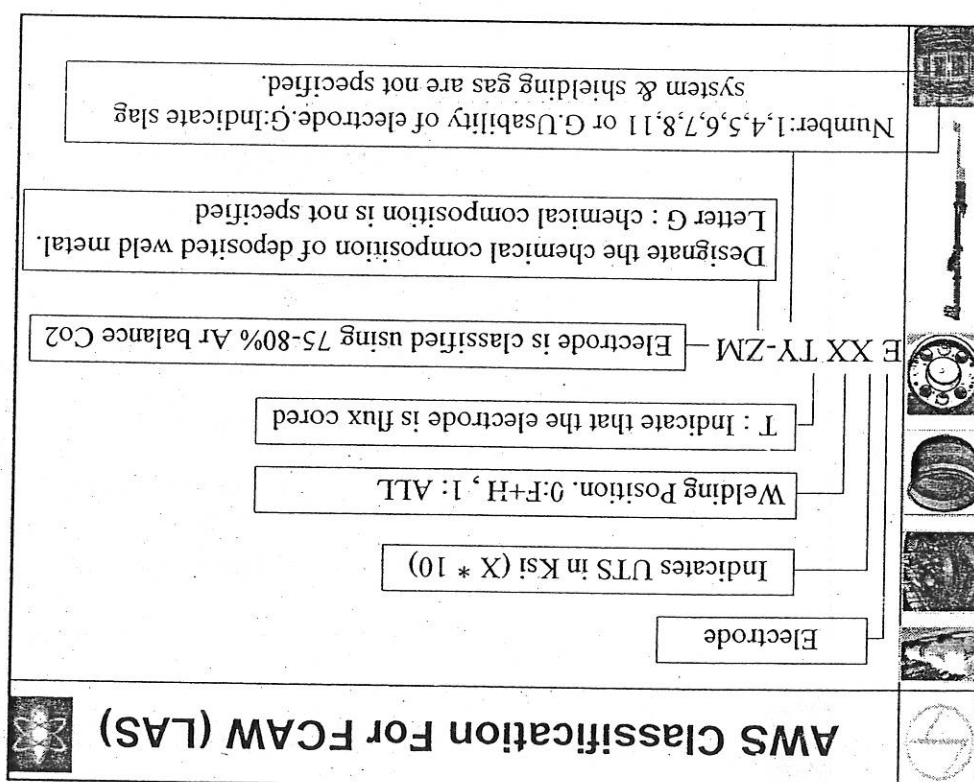 AWS Classification For FCAW (LAS)
Electrode
Indicates UTS in Ksi (X * 10)
Welding Position. 0:F+H , 1: ALL
T : Indicate that the electrode is flux cored
E XX TY-ZM
Electrode is classified using 75-80% Ar balance Co2
Designate the chemical composition of deposited weld metal.
Letter G : chemical composition is not specified
Number:1,4,5,6,7,8,11 or G.Usability of electrode.G:Indicate slag
system & shielding gas are not specified.